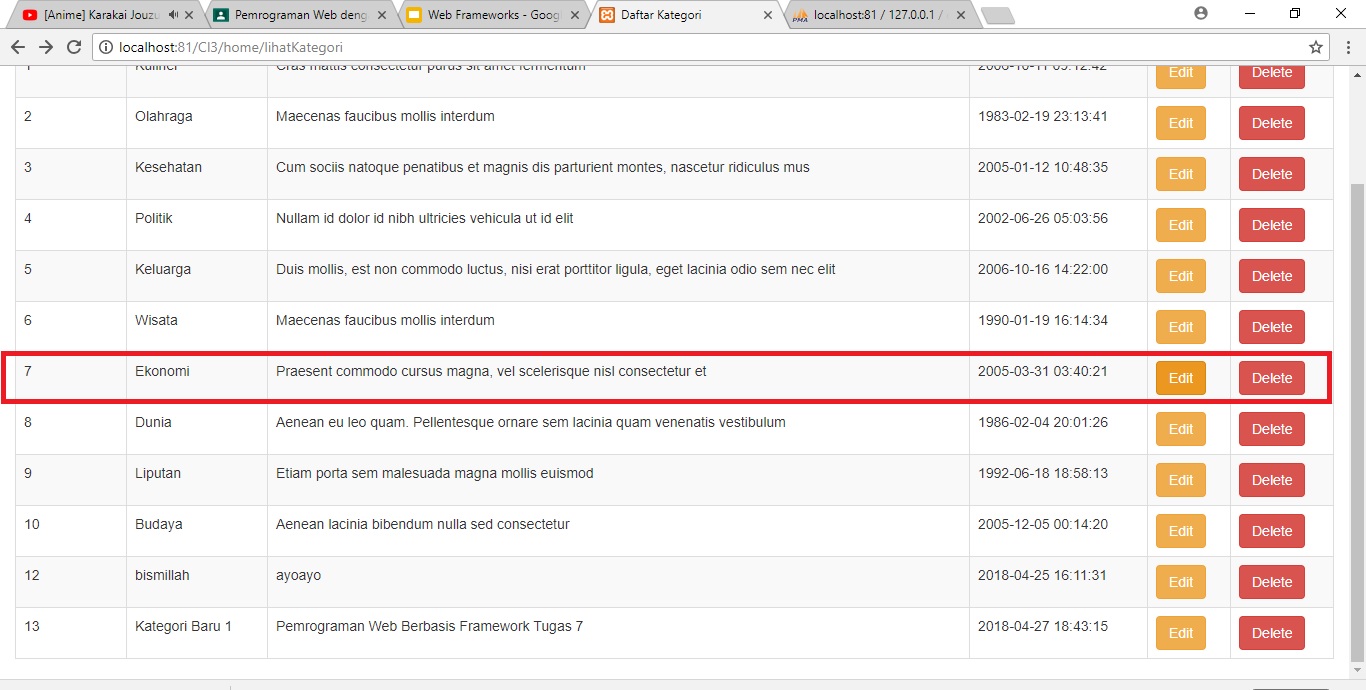 [Anime] Karakai Jouzu
Pemrograman Web deng
Web Frameworks - Goog
Daftar Kategori
localhost:81 / 127.0.0.1 /
localhost:81/CI3/home/lihatKategori
1 Kuliner Cras mattis consectetur purus sit amet fermentum Edit Delete
2 Olahraga Maecenas faucibus mollis interdum 1983-02-19 23:13:41 Edit Delete
3 Kesehatan Cum sociis natoque penatibus et magnis dis parturient montes, nascetur ridiculus mus 2005-01-12 10:48:35 Edit Delete
4 Politik Nullam id dolor id nibh ultricies vehicula ut id elit 2002-06-26 05:03:56 Edit Delete
5 Keluarga Duis mollis, est non commodo luctus, nisi erat porttitor ligula, eget lacinia odio sem nec elit 2006-10-16 14:22:00 Edit Delete
6 Wisata Maecenas faucibus mollis interdum 1990-01-19 16:14:34 Edit Delete
7 Ekonomi Praesent commodo cursus magna, vel scelerisque nisl consectetur et 2005-03-31 03:40:21 Edit Delete
8 Dunia Aenean eu leo quam. Pellentesque ornare sem lacinia quam venenatis vestibulum 1986-02-04 20:01:26 Edit Delete
9 Liputan Etiam porta sem malesuada magna mollis euismod 1992-06-18 18:58:13 Edit Delete
10 Budaya Aenean lacinia bibendum nulla sed consectetur 2005-12-05 00:14:20 Edit Delete
12 bismillah ayoayo 2018-04-25 16:11:31 Edit Delete
13 Kategori Baru 1 Pemrograman Web Berbasis Framework Tugas 7 2018-04-27 18:43:15 Edit Delete